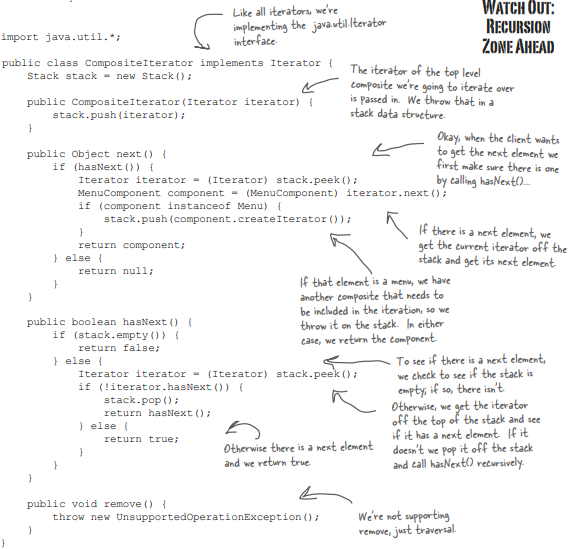 WATCH OUT:
RECURSION
ZONE AHEAD
Like all iterators, we're
implementing the java.util.Iterator
interface.
import java.util.*;
public class CompositeIterator implements Iterator {
Stack stack = new Stack();
public CompositeIterator(Iterator iterator) {
stack.push(iterator);
}
The iterator of the top level
composite we're going to iterate over
is passed in. We throw that in a
stack data structure.
public Object next() {
if (hasNext()) {
Iterator iterator = (Iterator) stack.peek();
MenuComponent component = (MenuComponent) iterator.next();
if (component instanceof Menu) {
stack.push(component.createIterator());
}
return component;
} else {
return null;
}
}
Okay, when the client wants
to get the next element we
first make sure there is one
by calling hasNext()...
If there is a next element, we
get the current iterator off the
stack and get its next element.
If that element is a menu, we have
another composite that needs to
be included in the iteration, so we
throw it on the stack. In either
case, we return the component.
public boolean hasNext() {
if (stack.empty()) {
return false;
} else {
Iterator iterator = (Iterator) stack.peek();
if (!iterator.hasNext()) {
stack.pop();
return hasNext();
} else {
return true;
}
}
}
To see if there is a next element,
we check to see if the stack is
empty; if so, there isn't.
Otherwise, we get the iterator
off the top of the stack and see
if it has a next element. If it
doesn't we pop it off the stack
and call hasNext() recursively.
Otherwise there is a next element
and we return true.
public void remove() {
throw new UnsupportedOperationException();
}
}
We're not supporting
remove, just traversal.